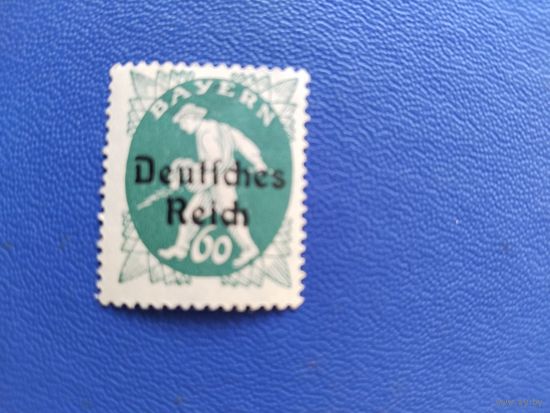 BAYERN
Deutſches
Reich
60